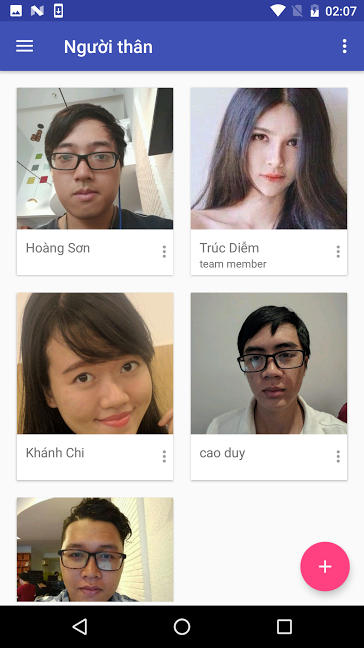 02:07
Người thân
Hoàng Sơn
Trúc Diễm
team member
Khánh Chi
cao duy